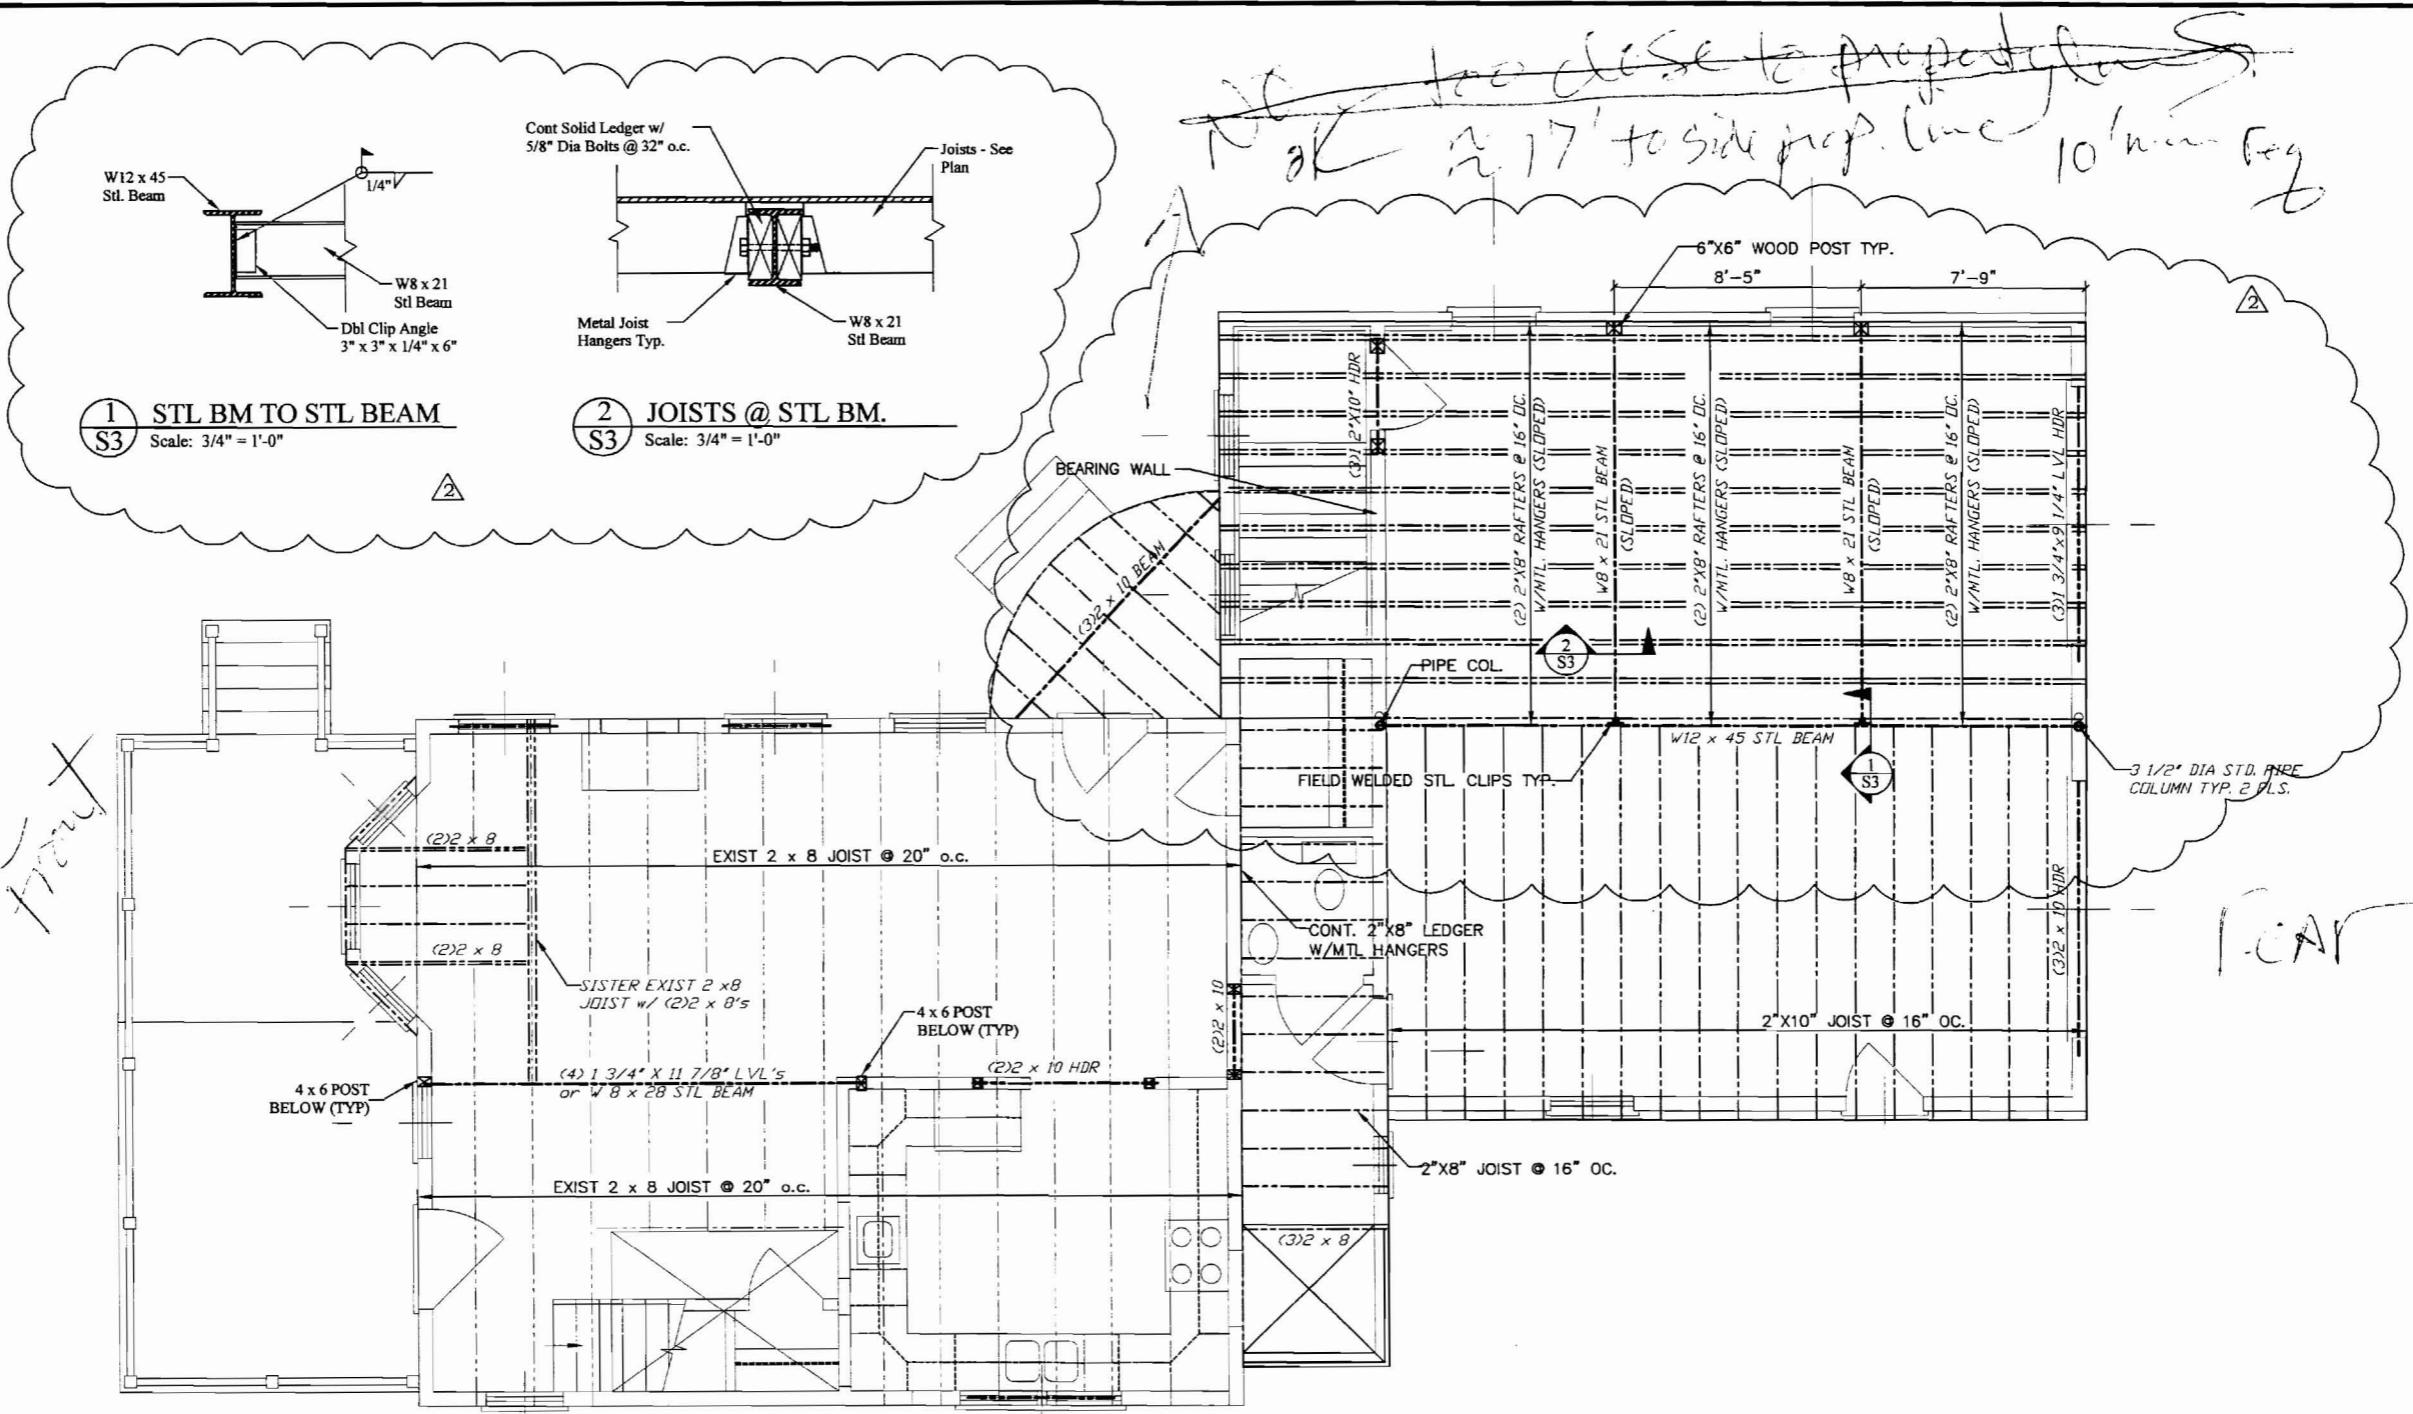 too close to property line
OK ≈ 17' to side prop. line 10' min req
Cont Solid Ledger w/
5/8" Dia Bolts @ 32" o.c.
Joists - See
Plan
W12 x 45
Stl. Beam
1/4"
W8 x 21
Stl Beam
Dbl Clip Angle
3" x 3" x 1/4" x 6"
Metal Joist
Hangers Typ.
W8 x 21
Stl Beam
1
S3
STL BM TO STL BEAM
Scale: 3/4" = 1'-0"
2
S3
JOISTS @ STL BM.
Scale: 3/4" = 1'-0"
2
6"X6" WOOD POST TYP.
8'-5"
7'-9"
2
(3) 2"X10" HDR
(2) 2"X8" RAFTERS @ 16" OC.
W/MTL. HANGERS (SLOPED)
W8 x 21 STL BEAM
(SLOPED)
(2) 2"X8" RAFTERS @ 16" OC.
W/MTL. HANGERS (SLOPED)
W8 x 21 STL BEAM
(SLOPED)
(2) 2"X8" RAFTERS @ 16" OC.
W/MTL. HANGERS (SLOPED)
(3)1 3/4"x9 1/4" LVL HDR
BEARING WALL
(3)2 x 10 BEAM
2
S3
PIPE COL.
W12 x 45 STL BEAM
FIELD WELDED STL. CLIPS TYP.
1
S3
3 1/2" DIA STD. PIPE
COLUMN TYP. 2 PLS.
Front
(2)2 x 8
EXIST 2 x 8 JOIST @ 20" o.c.
(3)2 x 10 HDR
rear
CONT. 2"X8" LEDGER
W/MTL HANGERS
(2)2 x 8
SISTER EXIST 2 x8
JOIST w/ (2)2 x 8's
4 x 6 POST
BELOW (TYP)
(2)2 x 10
2"X10" JOIST @ 16" OC.
(4) 1 3/4" X 11 7/8" LVL's
or W 8 x 28 STL BEAM
(2)2 x 10 HDR
4 x 6 POST
BELOW (TYP)
2"X8" JOIST @ 16" OC.
EXIST 2 x 8 JOIST @ 20" o.c.
(3)2 x 8